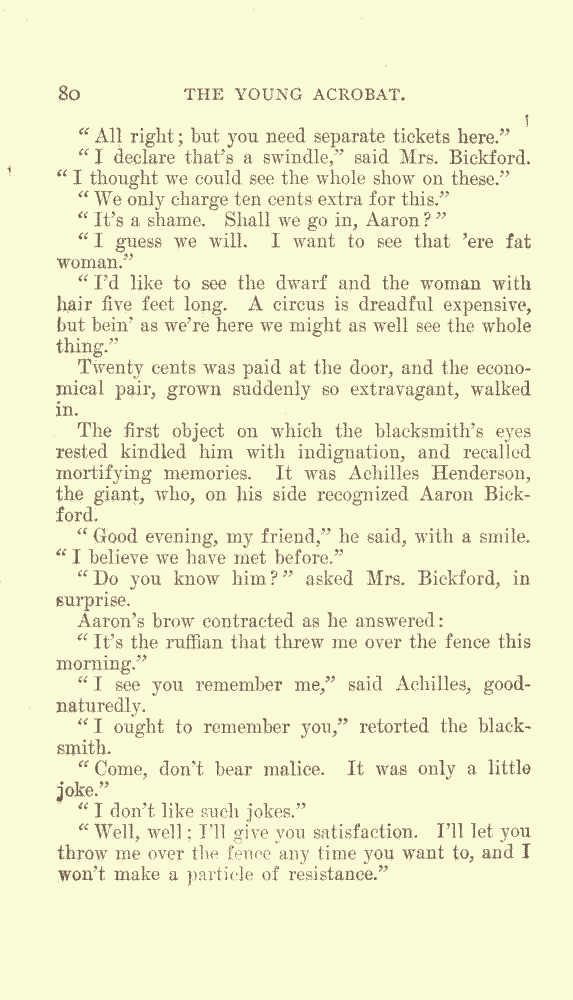 80 THE YOUNG ACROBAT.
“All right; but you need separate tickets here.”
“I declare that’s a swindle,” said Mrs. Bickford.
“I thought we could see the whole show on these.”
“We only charge ten cents extra for this.”
“It’s a shame. Shall we go in, Aaron?”
“I guess we will. I want to see that ’ere fat
woman.”
“I’d like to see the dwarf and the woman with
hair five feet long. A circus is dreadful expensive,
but bein’ as we’re here we might as well see the whole
thing.”
Twenty cents was paid at the door, and the econo-
mical pair, grown suddenly so extravagant, walked
in.
The first object on which the blacksmith’s eyes
rested kindled him with indignation, and recalled
mortifying memories. It was Achilles Henderson,
the giant, who, on his side recognized Aaron Bick-
ford.
“Good evening, my friend,” he said, with a smile.
“I believe we have met before.”
“Do you know him?” asked Mrs. Bickford, in
surprise.
Aaron’s brow contracted as he answered:
“It’s the ruffian that threw me over the fence this
morning.”
“I see you remember me,” said Achilles, good-
naturedly.
“I ought to remember you,” retorted the black-
smith.
“Come, don’t bear malice. It was only a little
joke.”
“I don’t like such jokes.”
“Well, well; I’ll give you satisfaction. I’ll let you
throw me over the fence any time you want to, and I
won’t make a particle of resistance.”